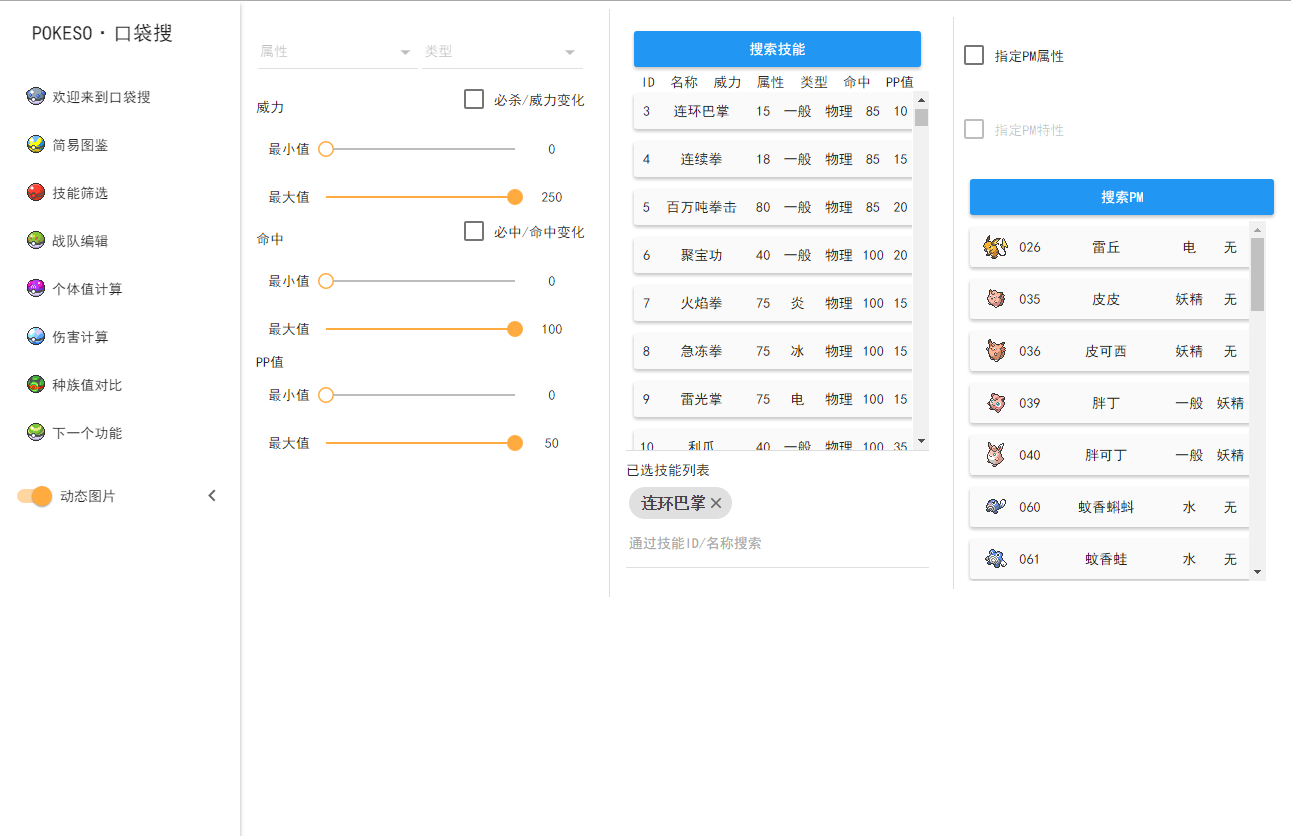 POKESO·口袋搜
欢迎来到口袋搜
简易图鉴
技能筛选
战队编辑
个体值计算
伤害计算
种族值对比
下一个功能
动态图片
属性 类型
威力 必杀/威力变化
最小值 0
最大值 250
命中 必中/命中变化
最小值 0
最大值 100
PP值
最小值 0
最大值 50
搜索技能
ID 名称 威力 属性 类型 命中 PP值
3 连环巴掌 15 一般 物理 85 10
4 连续拳 18 一般 物理 85 15
5 百万吨拳击 80 一般 物理 85 20
6 聚宝功 40 一般 物理 100 20
7 火焰拳 75 炎 物理 100 15
8 急冻拳 75 冰 物理 100 15
9 雷光掌 75 电 物理 100 15
10 利爪 40 一般 物理 100 35
已选技能列表
连环巴掌
通过技能ID/名称搜索
指定PM属性
指定PM特性
搜索PM
026 雷丘 电 无
035 皮皮 妖精 无
036 皮可西 妖精 无
039 胖丁 一般 妖精
040 胖可丁 一般 妖精
060 蚊香蝌蚪 水 无
061 蚊香蛙 水 无